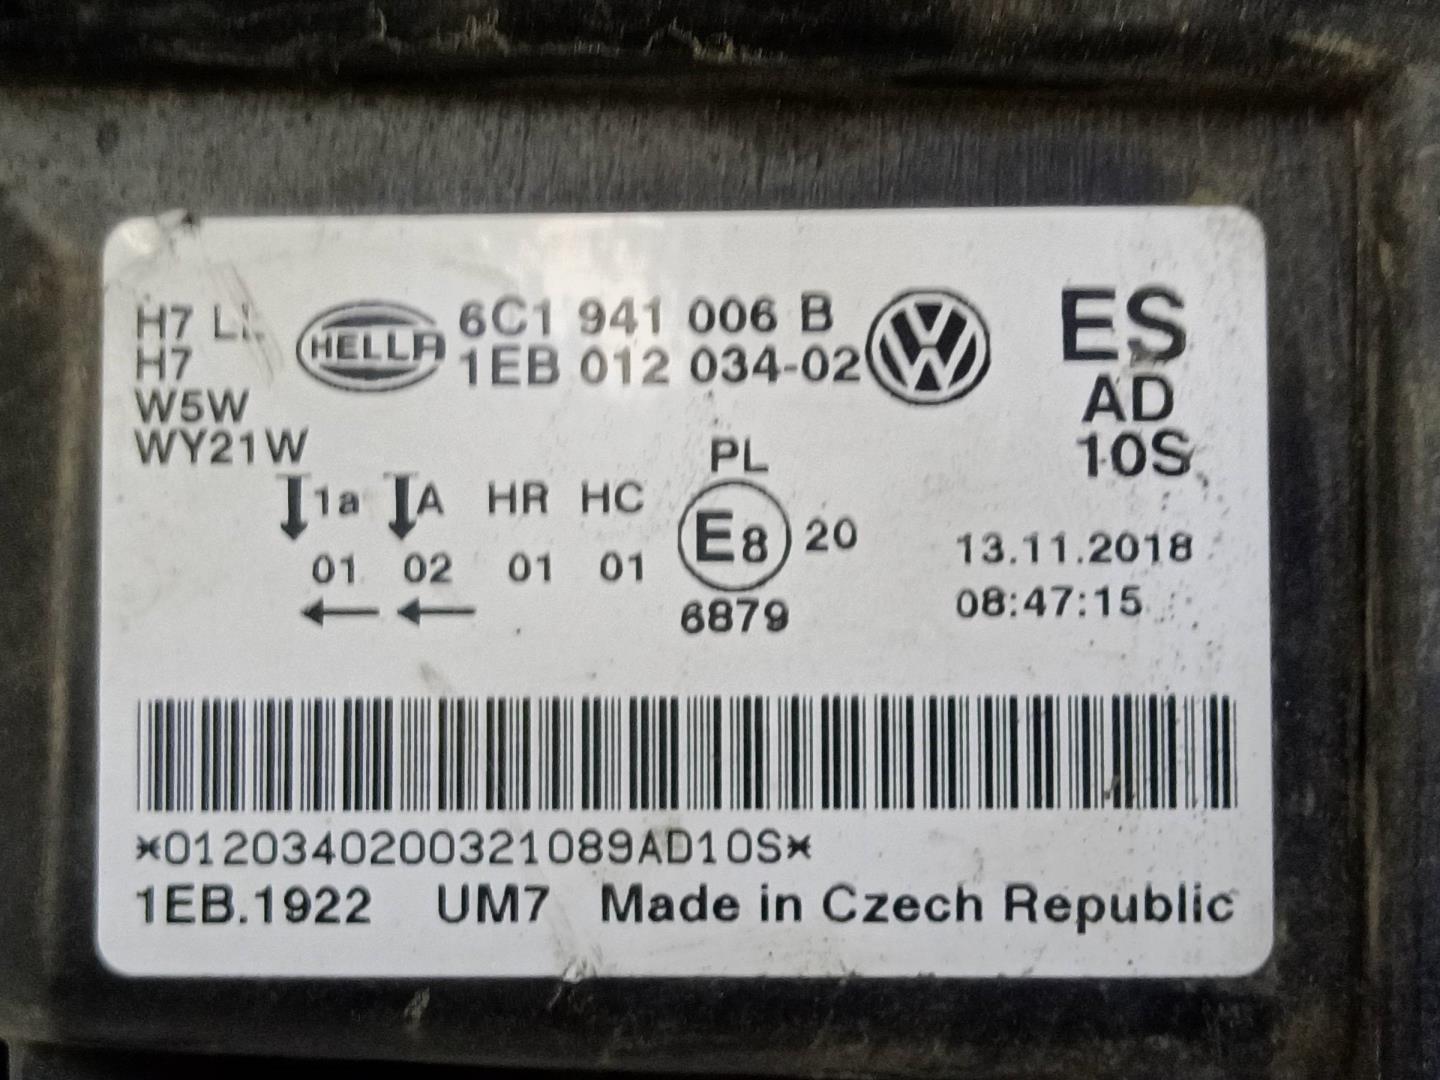 H7 LL HELLA 6C1 941 006 B ES
H7 1EB 012 034-02 AD
W5W 10S
WY21W PL
1a A HR HC E8 20 13.11.2018
01 02 01 01 6879 08:47:15
*0120340200321089AD10S*
1EB.1922 UM7 Made in Czech Republic